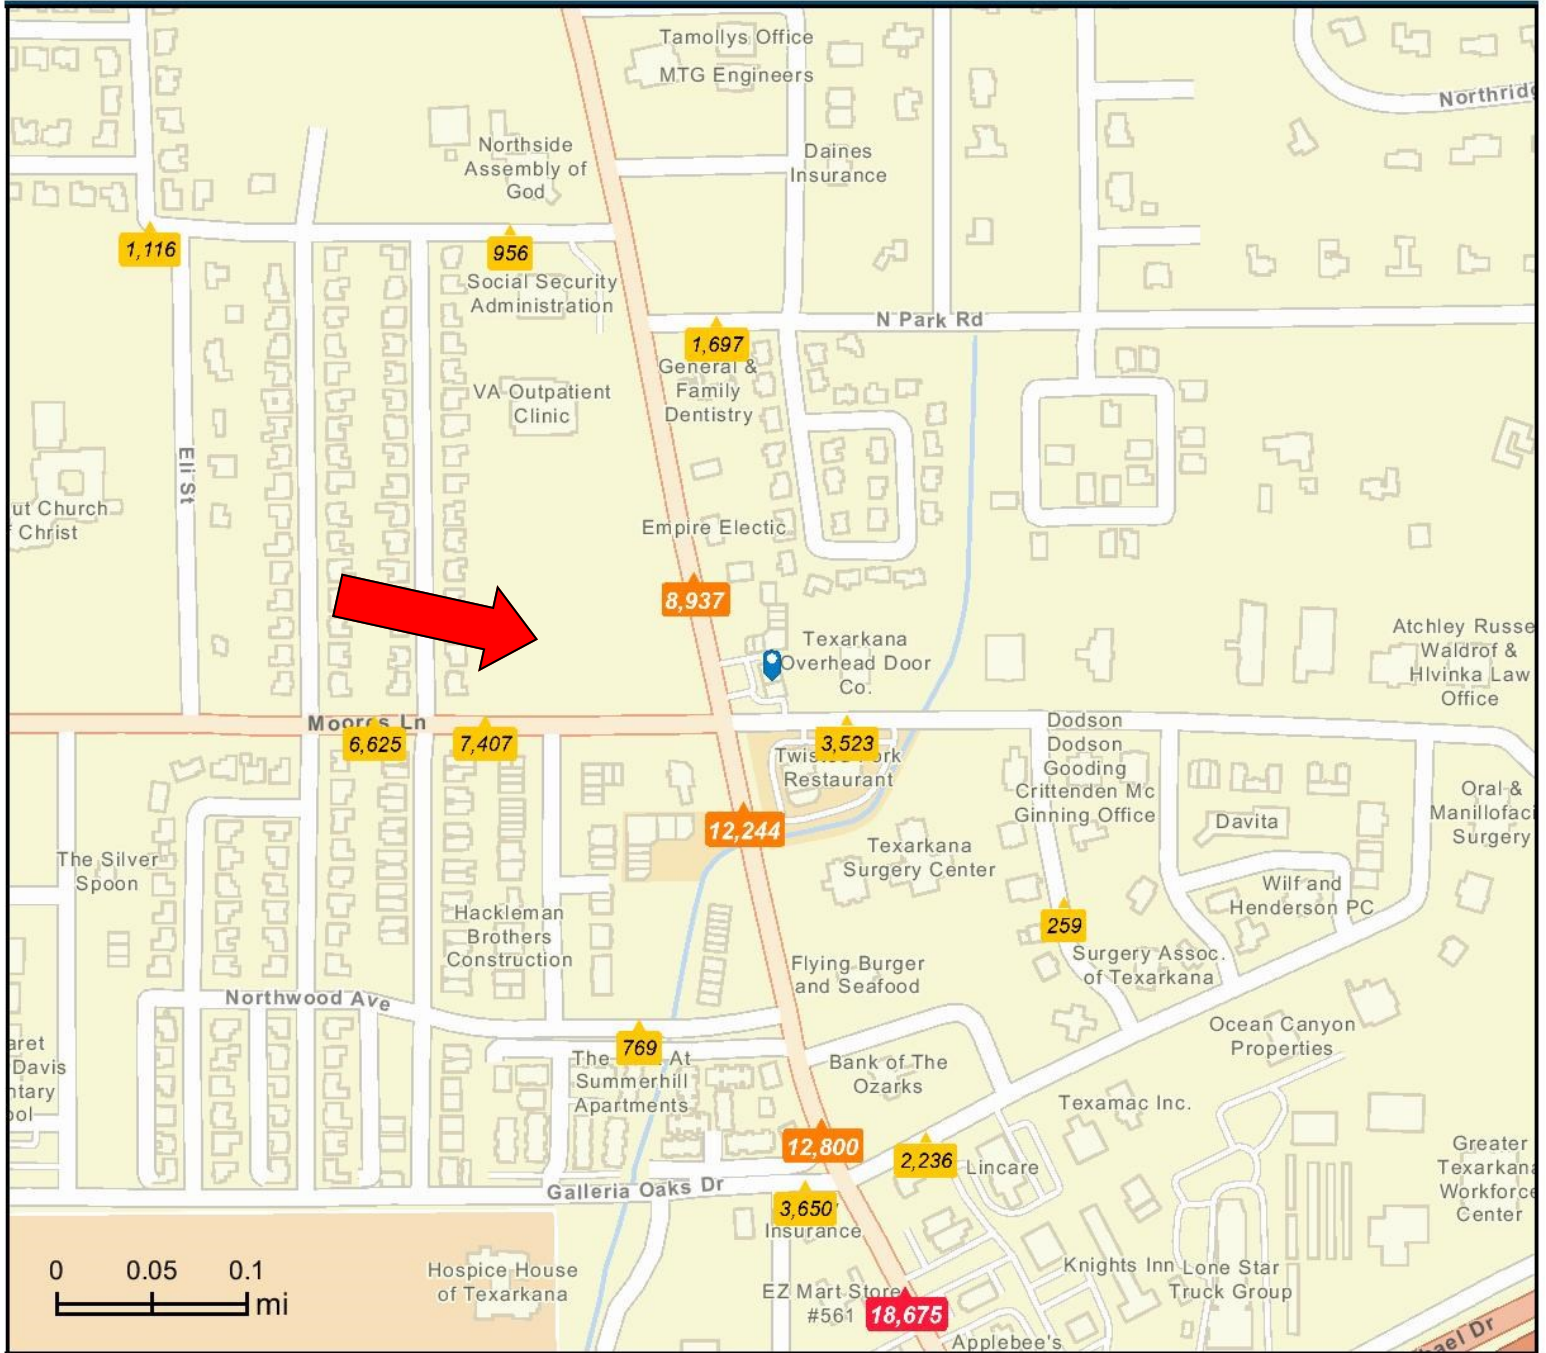 Tamollys Office
MTG Engineers
Northridg
Northside
Assembly of
God
Daines
Insurance
1,116
956
Social Security
Administration
N Park Rd
1,697
General &
Family
Dentistry
VA Outpatient
Clinic
Eli St
ut Church
Christ
Empire Electic
8,937
Texarkana
Overhead Door
Co.
Atchley Russe
Waldrof &
Hlvinka Law
Office
Moores Ln
6,625
7,407
3,523
Restaurant
Dodson
Dodson
Gooding
Crittenden Mc
Ginning Office
Oral &
Manillofaci
Surgery
Davita
12,244
Texarkana
Surgery Center
The Silver
Spoon
Wilf and
Henderson PC
Hackleman
Brothers
Construction
259
Surgery Assoc.
of Texarkana
Flying Burger
and Seafood
Northwood Ave
Ocean Canyon
Properties
769
The At
Summerhill
Apartments
aret
Davis
ntary
ool
Bank of The
Ozarks
Texamac Inc.
12,800
2,236
Lincare
Greater
Texarkana
Workforce
Center
Galleria Oaks Dr
3,650
Insurance
0 0.05 0.1
mi
Hospice House
of Texarkana
EZ Mart Store
#561
18,675
Knights Inn
Lone Star
Truck Group
Applebee's
ael Dr